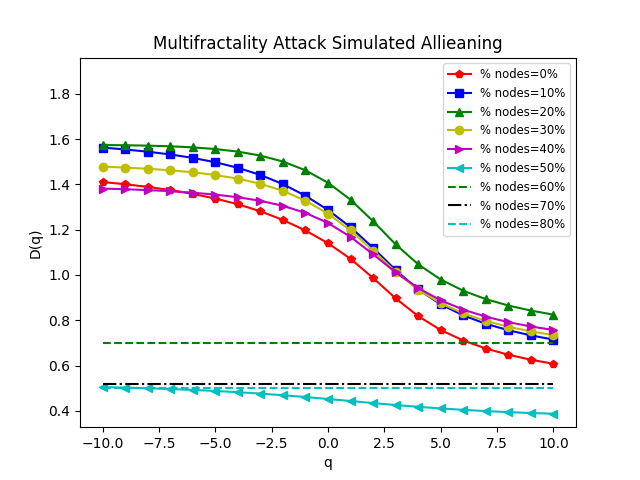 Multifractality Attack Simulated Allieaning
% nodes=0%
% nodes=10%
% nodes=20%
% nodes=30%
% nodes=40%
% nodes=50%
% nodes=60%
% nodes=70%
% nodes=80%
D(q)
1.8
1.6
1.4
1.2
1.0
0.8
0.6
0.4
−10.0 −7.5 −5.0 −2.5 0.0 2.5 5.0 7.5 10.0
q